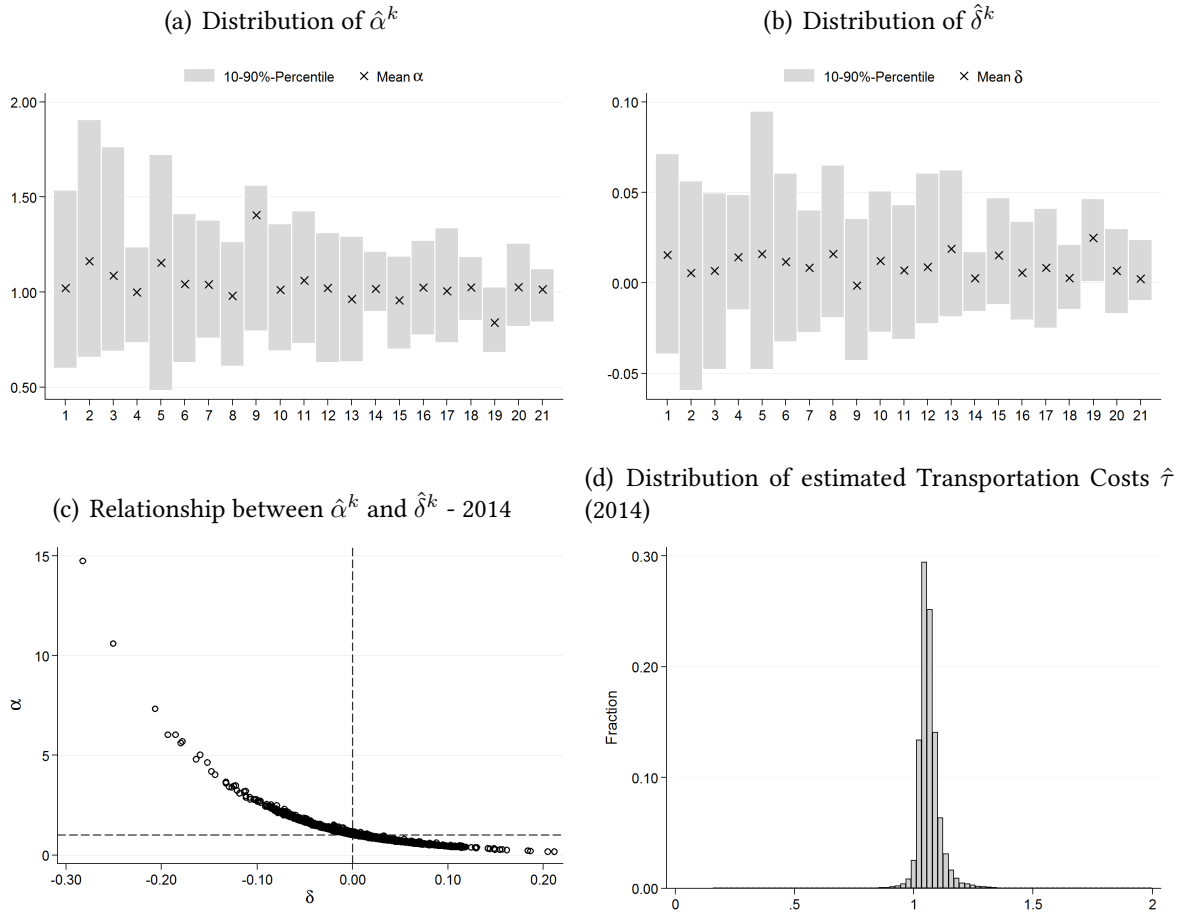 (a) Distribution of α̂^k
10-90%-Percentile × Mean α
2.00
1.50
1.00
0.50
1 2 3 4 5 6 7 8 9 10 11 12 13 14 15 16 17 18 19 20 21
(b) Distribution of δ̂^k
10-90%-Percentile × Mean δ
0.10
0.05
0.00
-0.05
1 2 3 4 5 6 7 8 9 10 11 12 13 14 15 16 17 18 19 20 21
(c) Relationship between α̂^k and δ̂^k - 2014
15
10
5
0
α
-0.30 -0.20 -0.10 0.00 0.10 0.20
δ
(d) Distribution of estimated Transportation Costs τ̂
(2014)
0.30
0.20
0.10
0.00
Fraction
0 .5 1 1.5 2